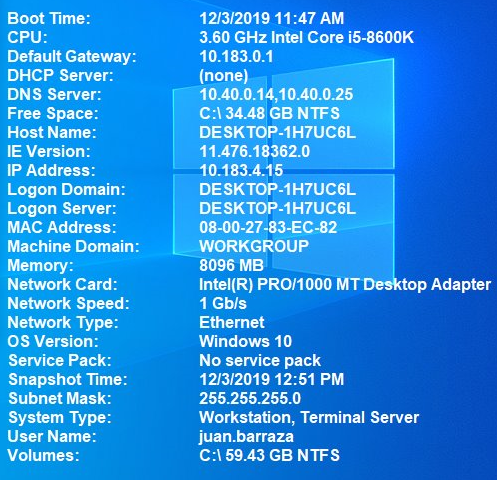 Boot Time: 12/3/2019 11:47 AM
CPU: 3.60 GHz Intel Core i5-8600K
Default Gateway: 10.183.0.1
DHCP Server: (none)
DNS Server: 10.40.0.14,10.40.0.25
Free Space: C:\ 34.48 GB NTFS
Host Name: DESKTOP-1H7UC6L
IE Version: 11.476.18362.0
IP Address: 10.183.4.15
Logon Domain: DESKTOP-1H7UC6L
Logon Server: DESKTOP-1H7UC6L
MAC Address: 08-00-27-83-EC-82
Machine Domain: WORKGROUP
Memory: 8096 MB
Network Card: Intel(R) PRO/1000 MT Desktop Adapter
Network Speed: 1 Gb/s
Network Type: Ethernet
OS Version: Windows 10
Service Pack: No service pack
Snapshot Time: 12/3/2019 12:51 PM
Subnet Mask: 255.255.255.0
System Type: Workstation, Terminal Server
User Name: juan.barraza
Volumes: C:\ 59.43 GB NTFS